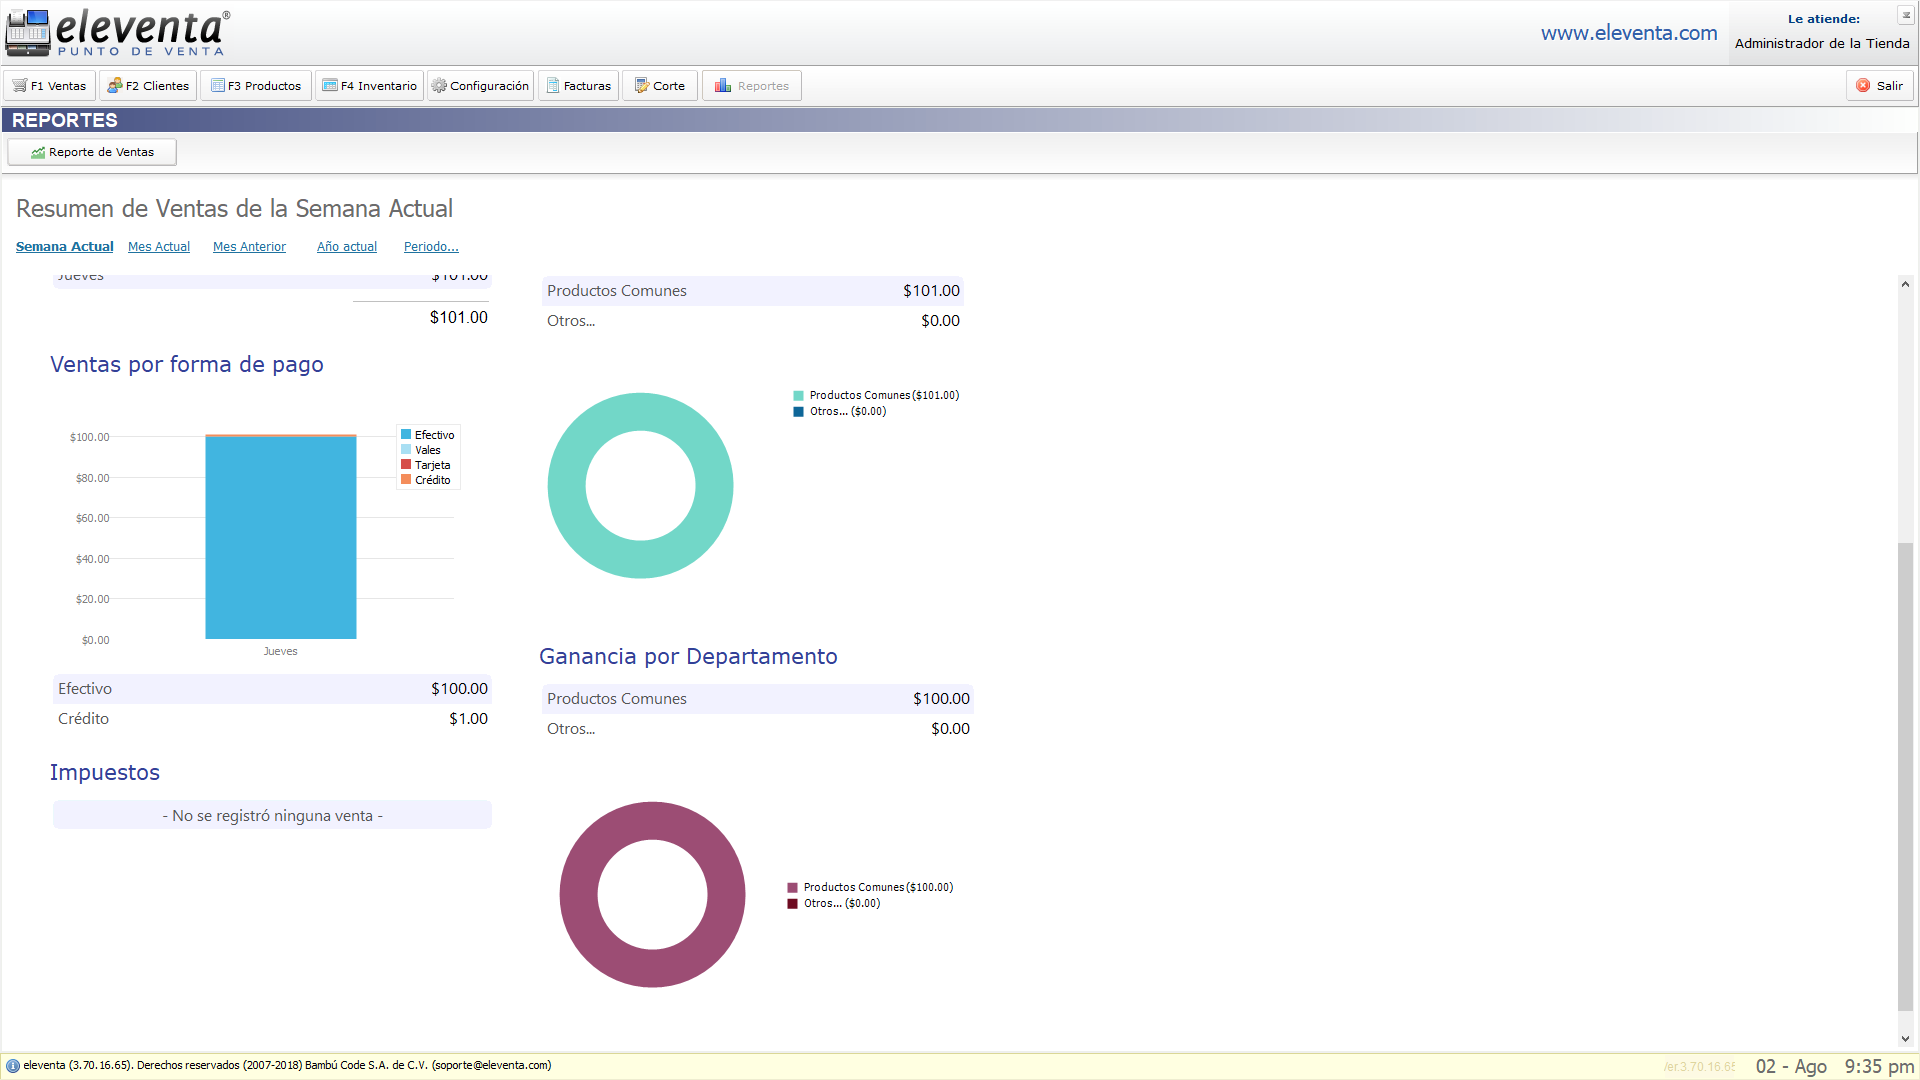 eleventa®
PUNTO DE VENTA
www.eleventa.com
Le atiende:
Administrador de la Tienda
F1 Ventas
F2 Clientes
F3 Productos
F4 Inventario
Configuración
Facturas
Corte
Reportes
Salir
REPORTES
Reporte de Ventas
Resumen de Ventas de la Semana Actual
Semana Actual
Mes Actual
Mes Anterior
Año actual
Periodo...
Jueves $101.00
$101.00
Ventas por forma de pago
$100.00
$80.00
$60.00
$40.00
$20.00
$0.00
Jueves
Efectivo
Vales
Tarjeta
Crédito
Efectivo $100.00
Crédito $1.00
Impuestos
- No se registró ninguna venta -
Productos Comunes $101.00
Otros... $0.00
Productos Comunes ($101.00)
Otros... ($0.00)
Ganancia por Departamento
Productos Comunes $100.00
Otros... $0.00
Productos Comunes ($100.00)
Otros... ($0.00)
eleventa (3.70.16.65). Derechos reservados (2007-2018) Bambú Code S.A. de C.V. (soporte@eleventa.com)
02 - Ago
9:35 pm